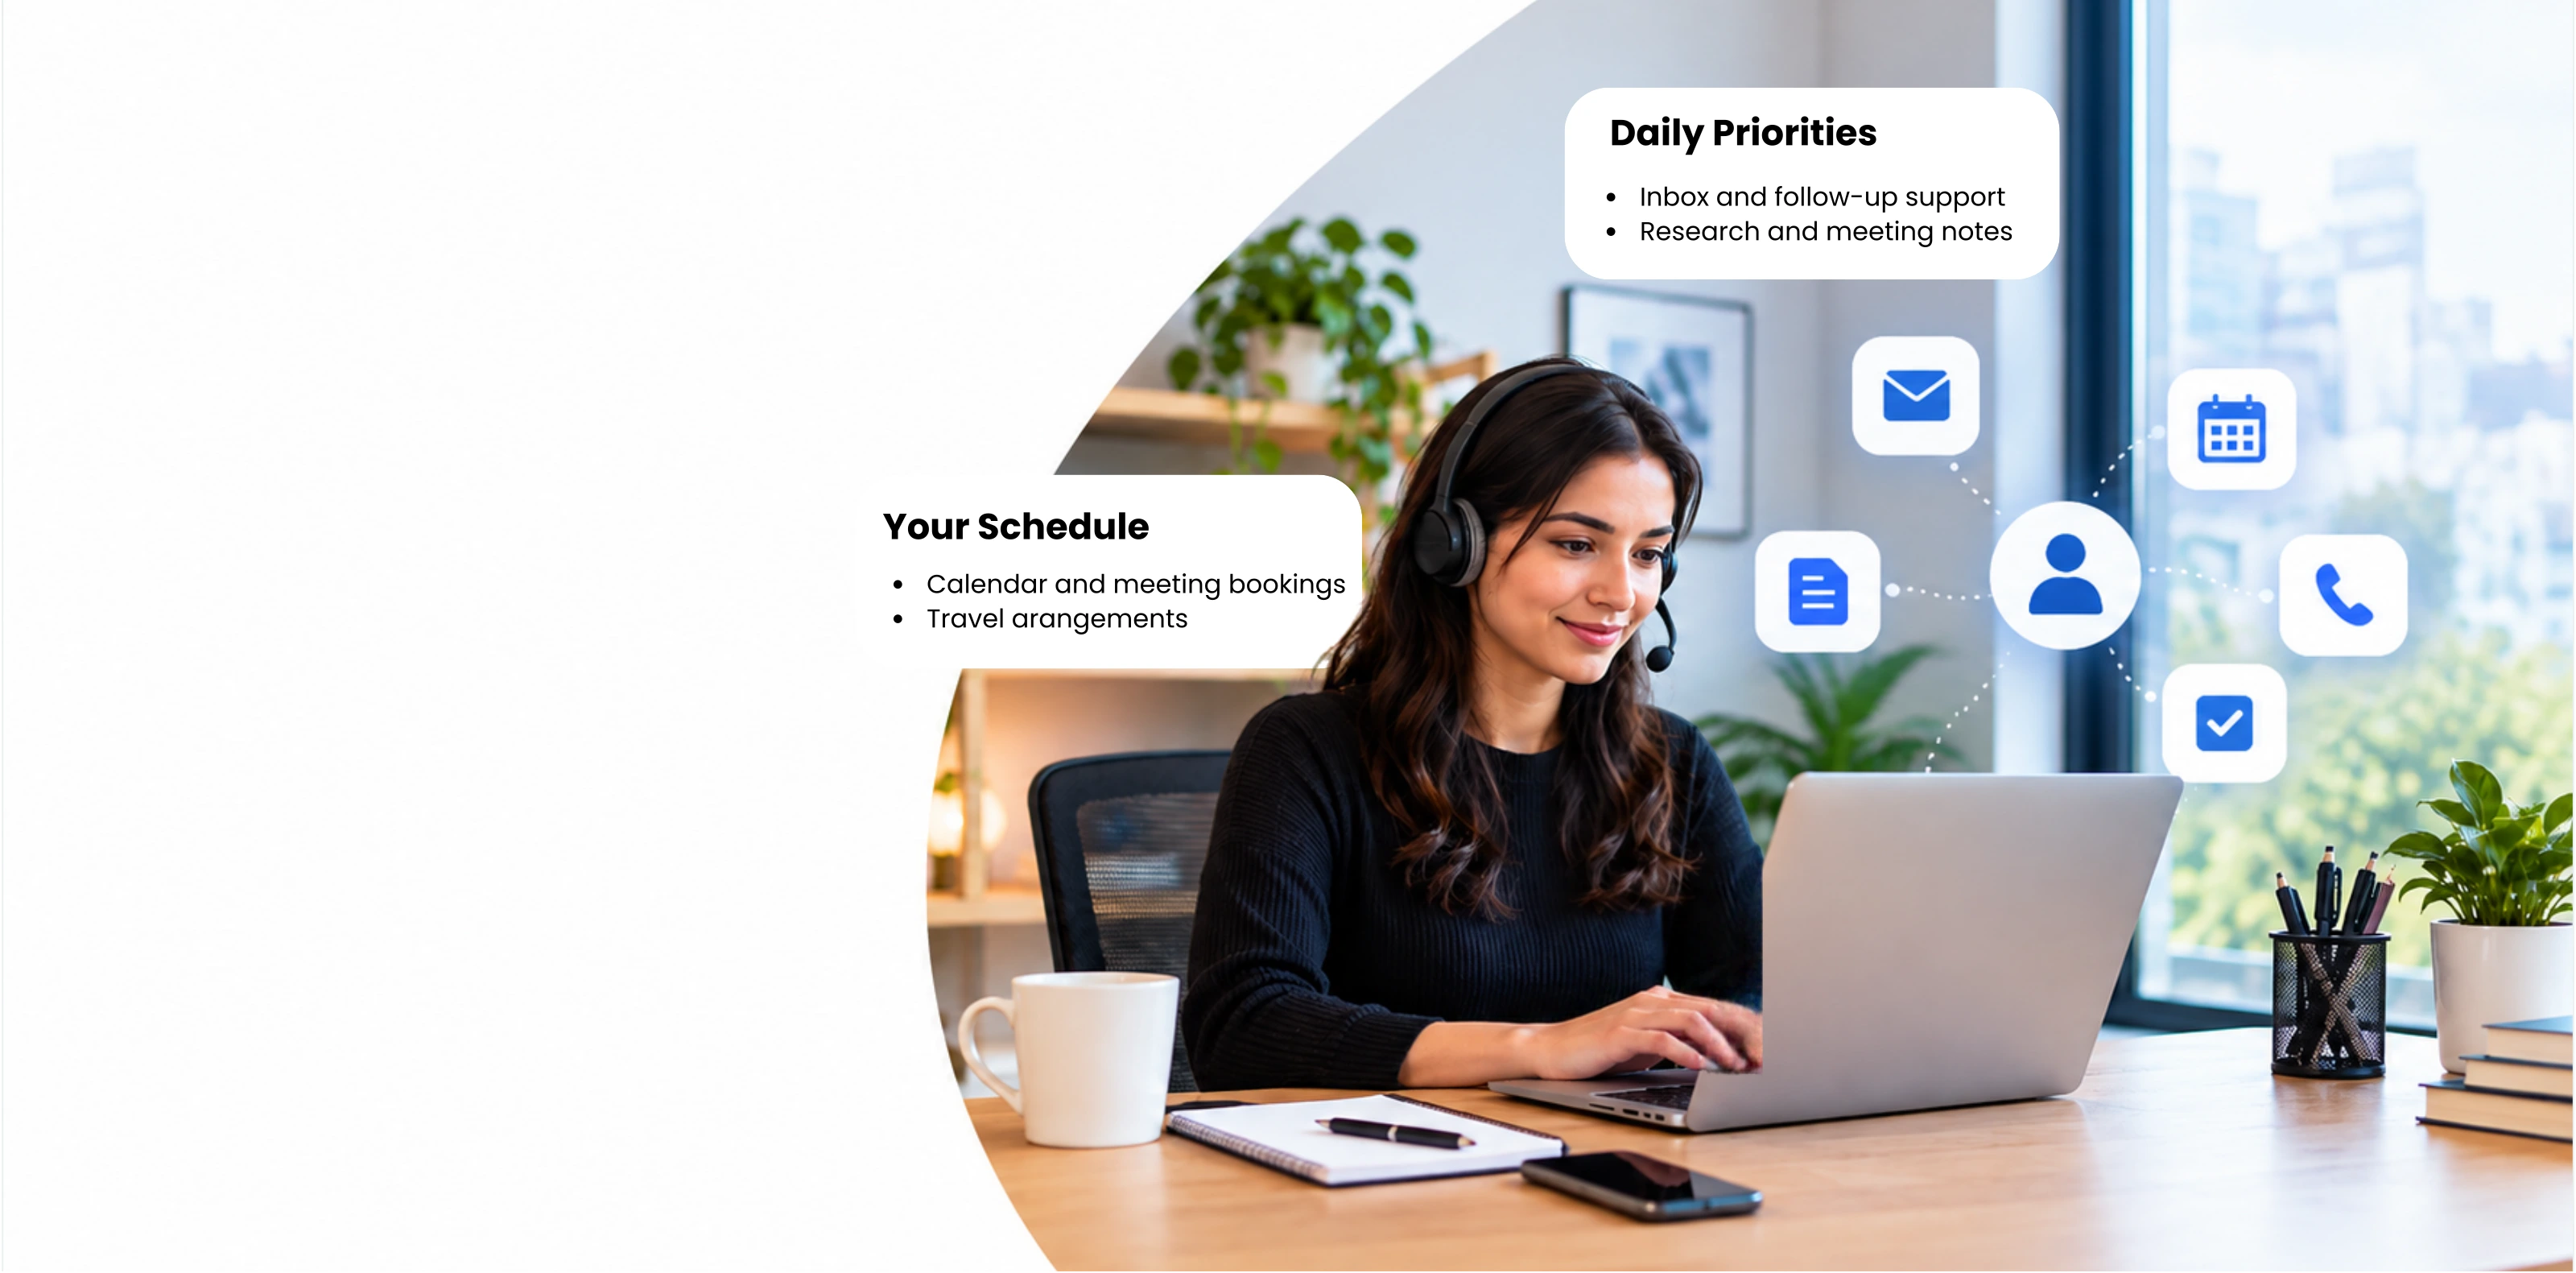 Daily Priorities
• Inbox and follow-up support
• Research and meeting notes
Your Schedule
• Calendar and meeting bookings
• Travel arangements